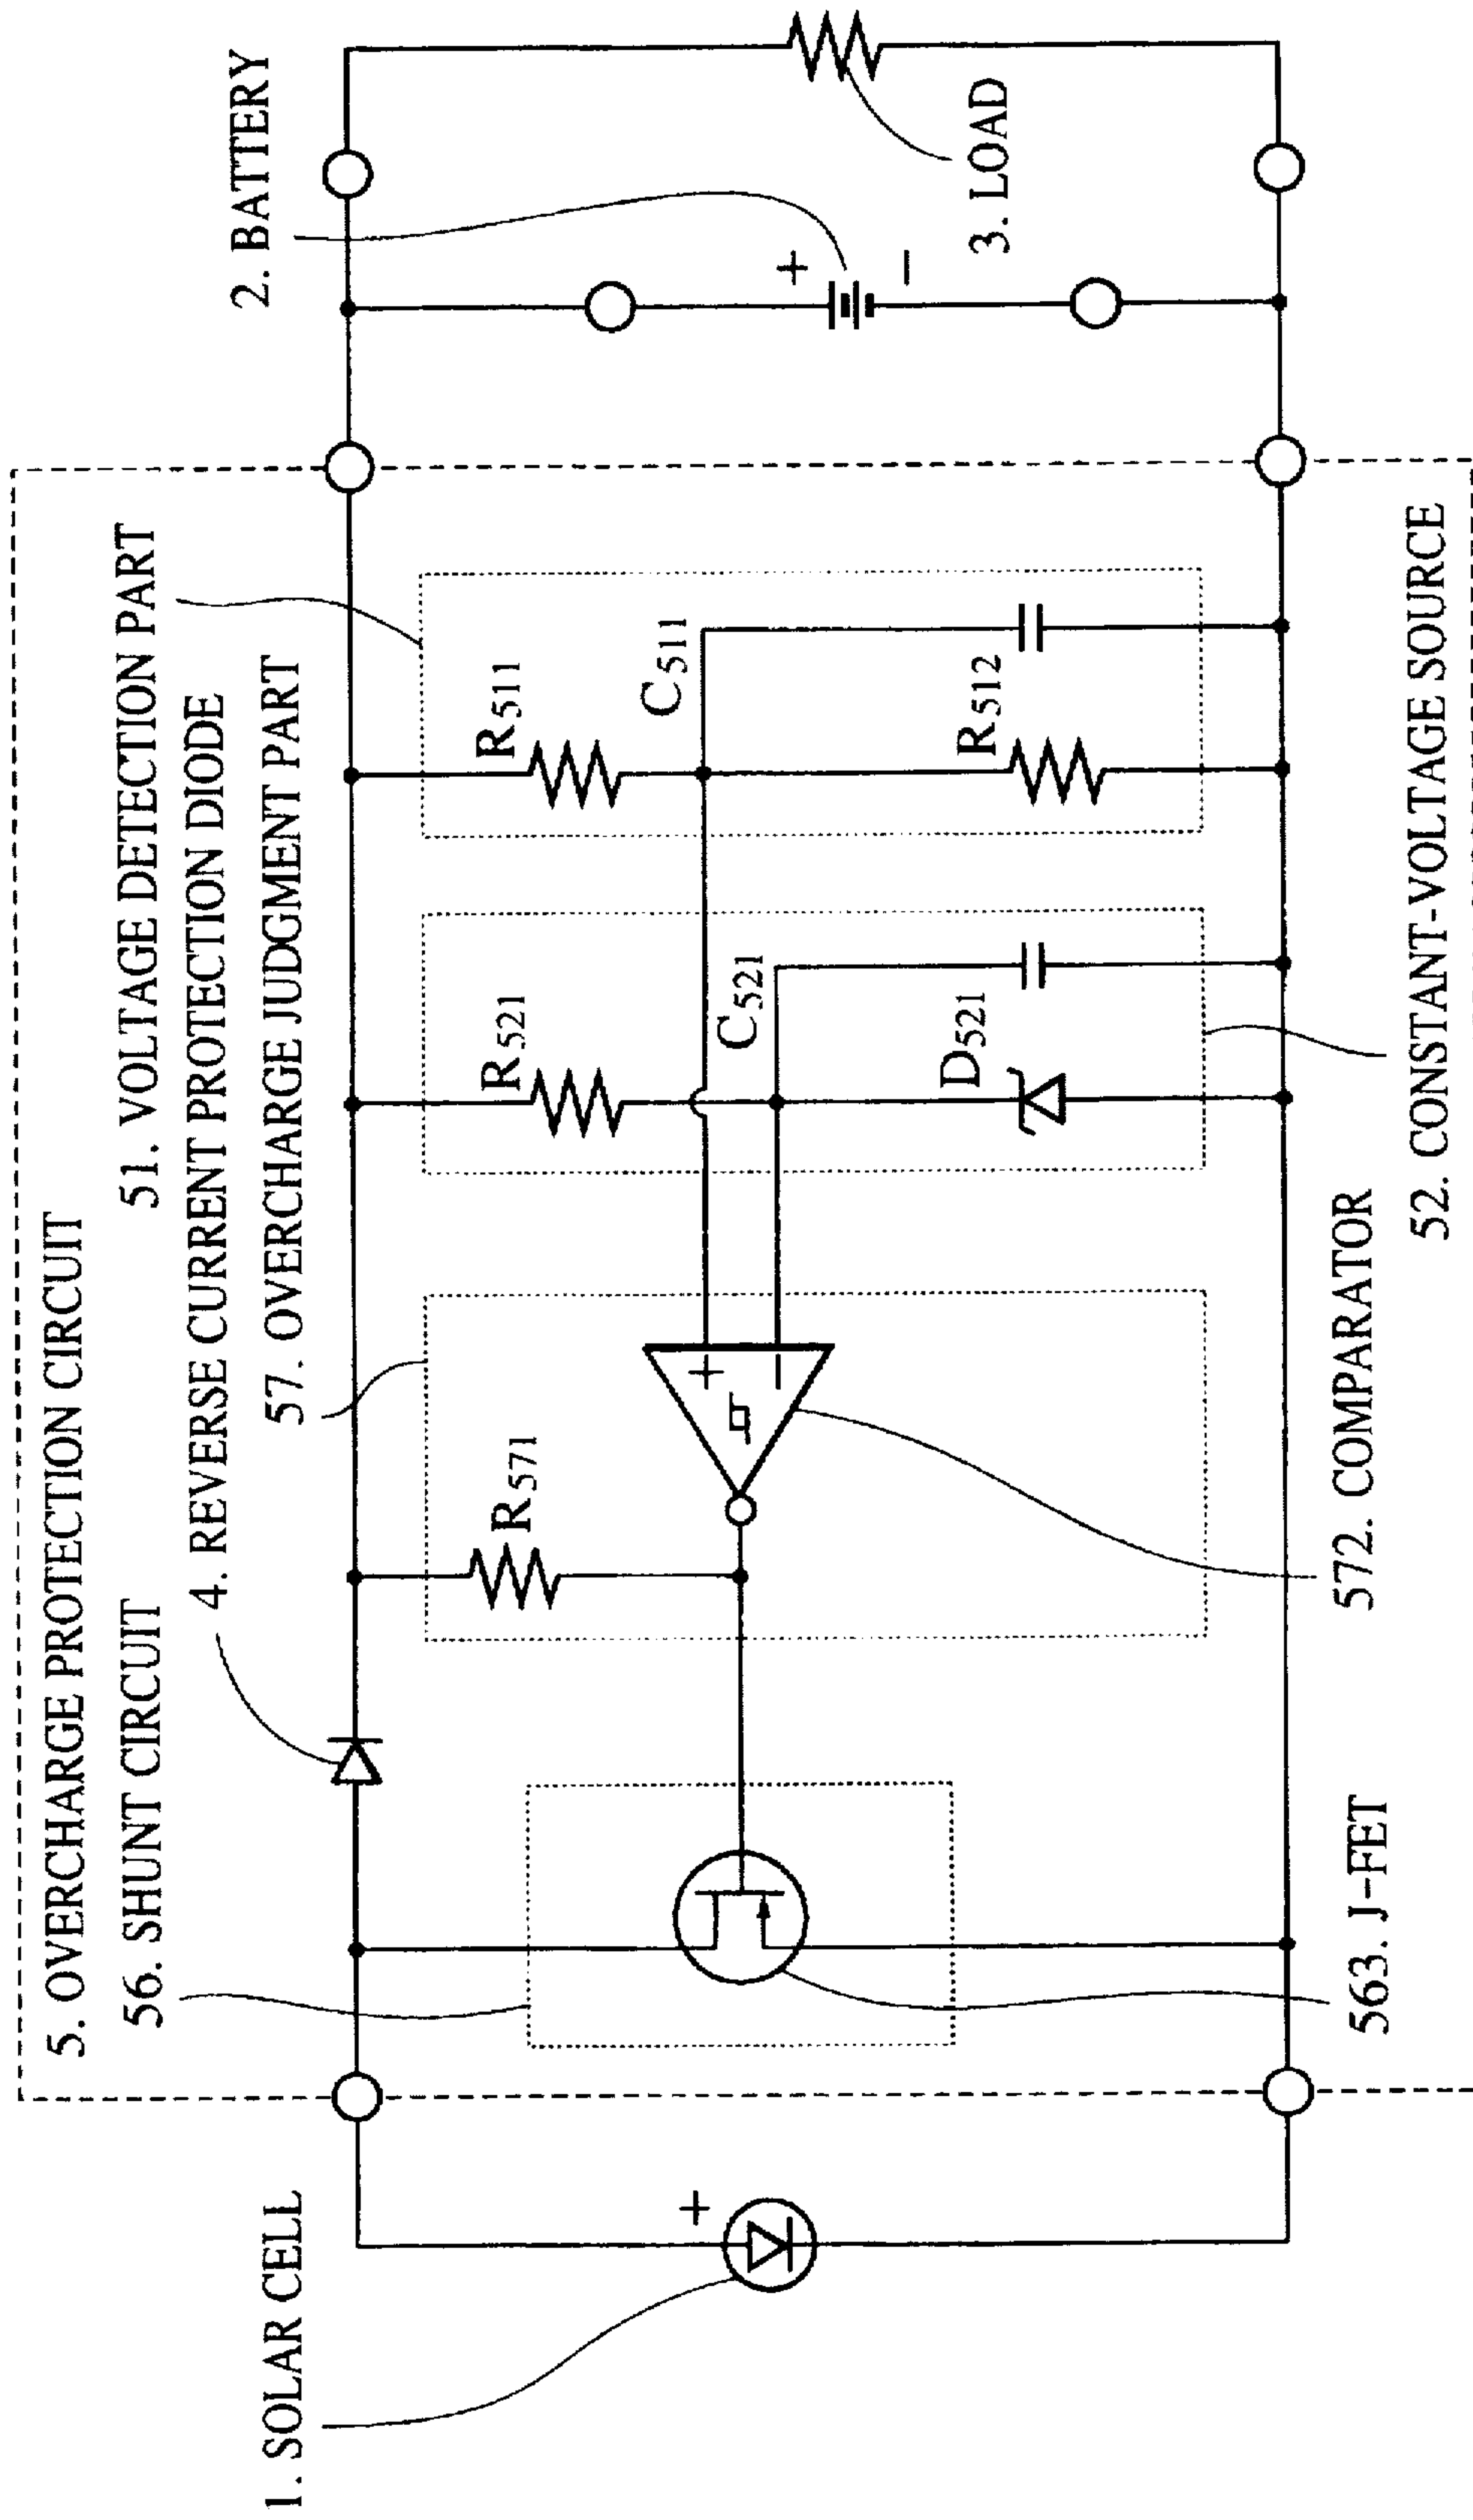 5. OVERCHARGE PROTECTION CIRCUIT
51. VOLTAGE DETECTION PART
56. SHUNT CIRCUIT
4. REVERSE CURRENT PROTECTION DIODE
2. BATTERY
1. SOLAR CELL
57. OVERCHARGE JUDGMENT PART
R571
R521
R511
C511
C521
+
+
−
+
−
D521
R512
3. LOAD
563. J-FET
572. COMPARATOR
52. CONSTANT-VOLTAGE SOURCE